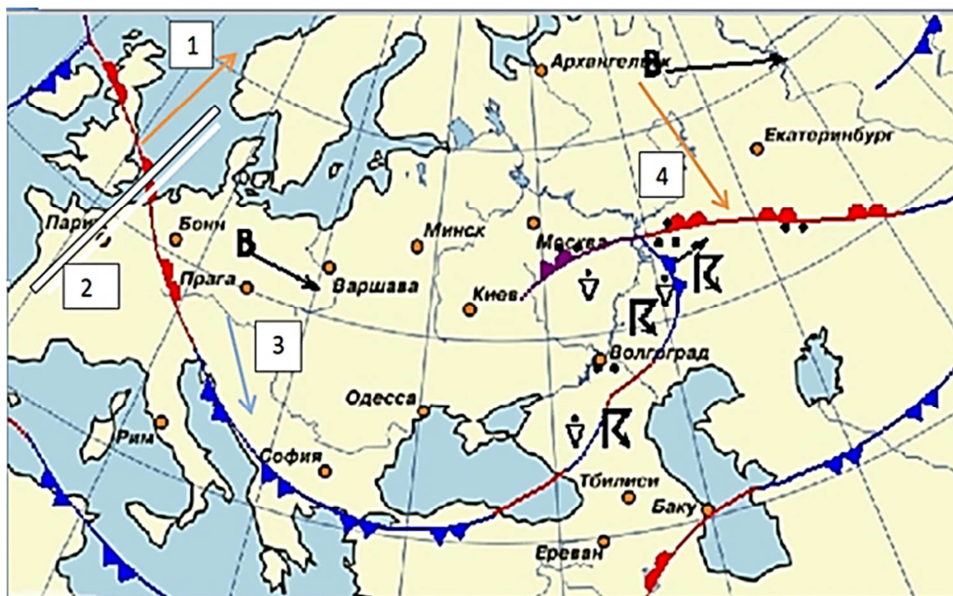 1
Архангельск
В
Екатеринбург
4
Париж
Бонн
Минск
Москва
В
2
Прага
Варшава
Киев
3
Волгоград
Одесса
Рим
София
Тбилиси
Баку
Ереван